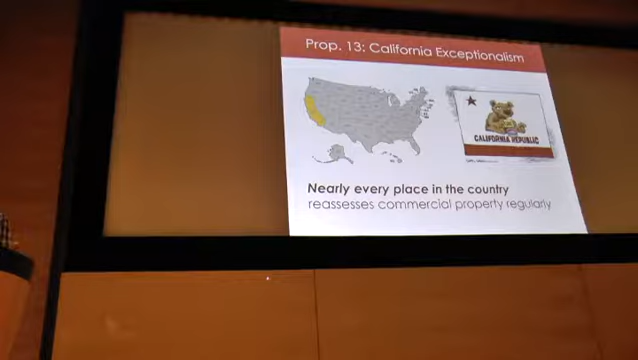 Prop. 13: California Exceptionalism
CALIFORNIA REPUBLIC
Nearly every place in the country
reassesses commercial property regularly